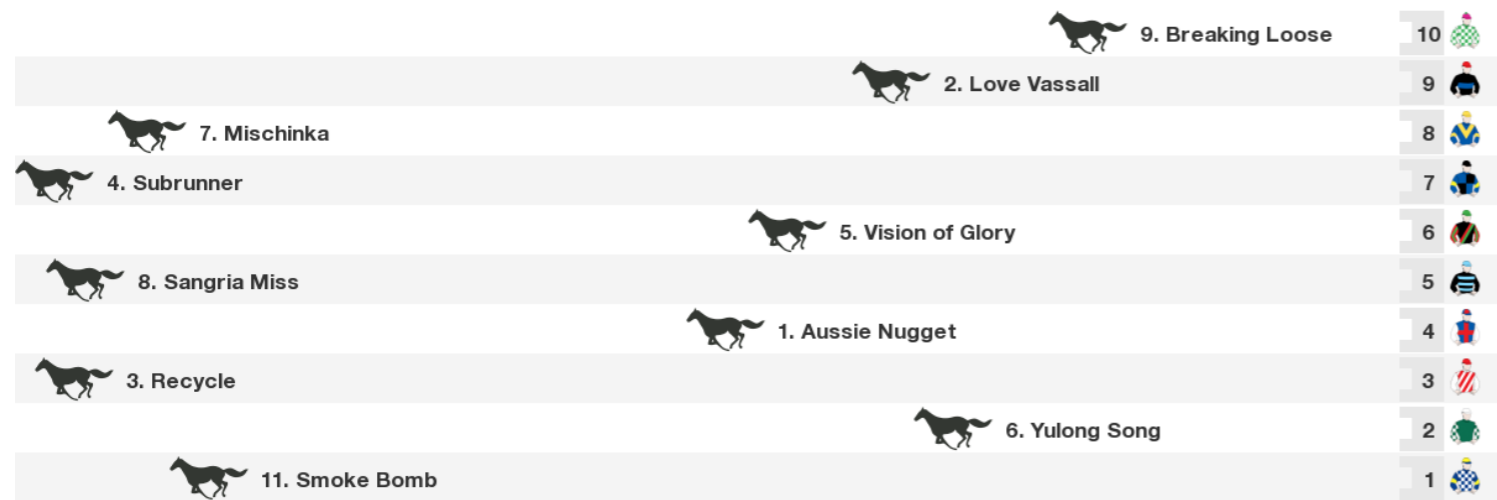 9. Breaking Loose 10
2. Love Vassall 9
7. Mischinka 8
4. Subrunner 7
5. Vision of Glory 6
8. Sangria Miss 5
1. Aussie Nugget 4
3. Recycle 3
6. Yulong Song 2
11. Smoke Bomb 1